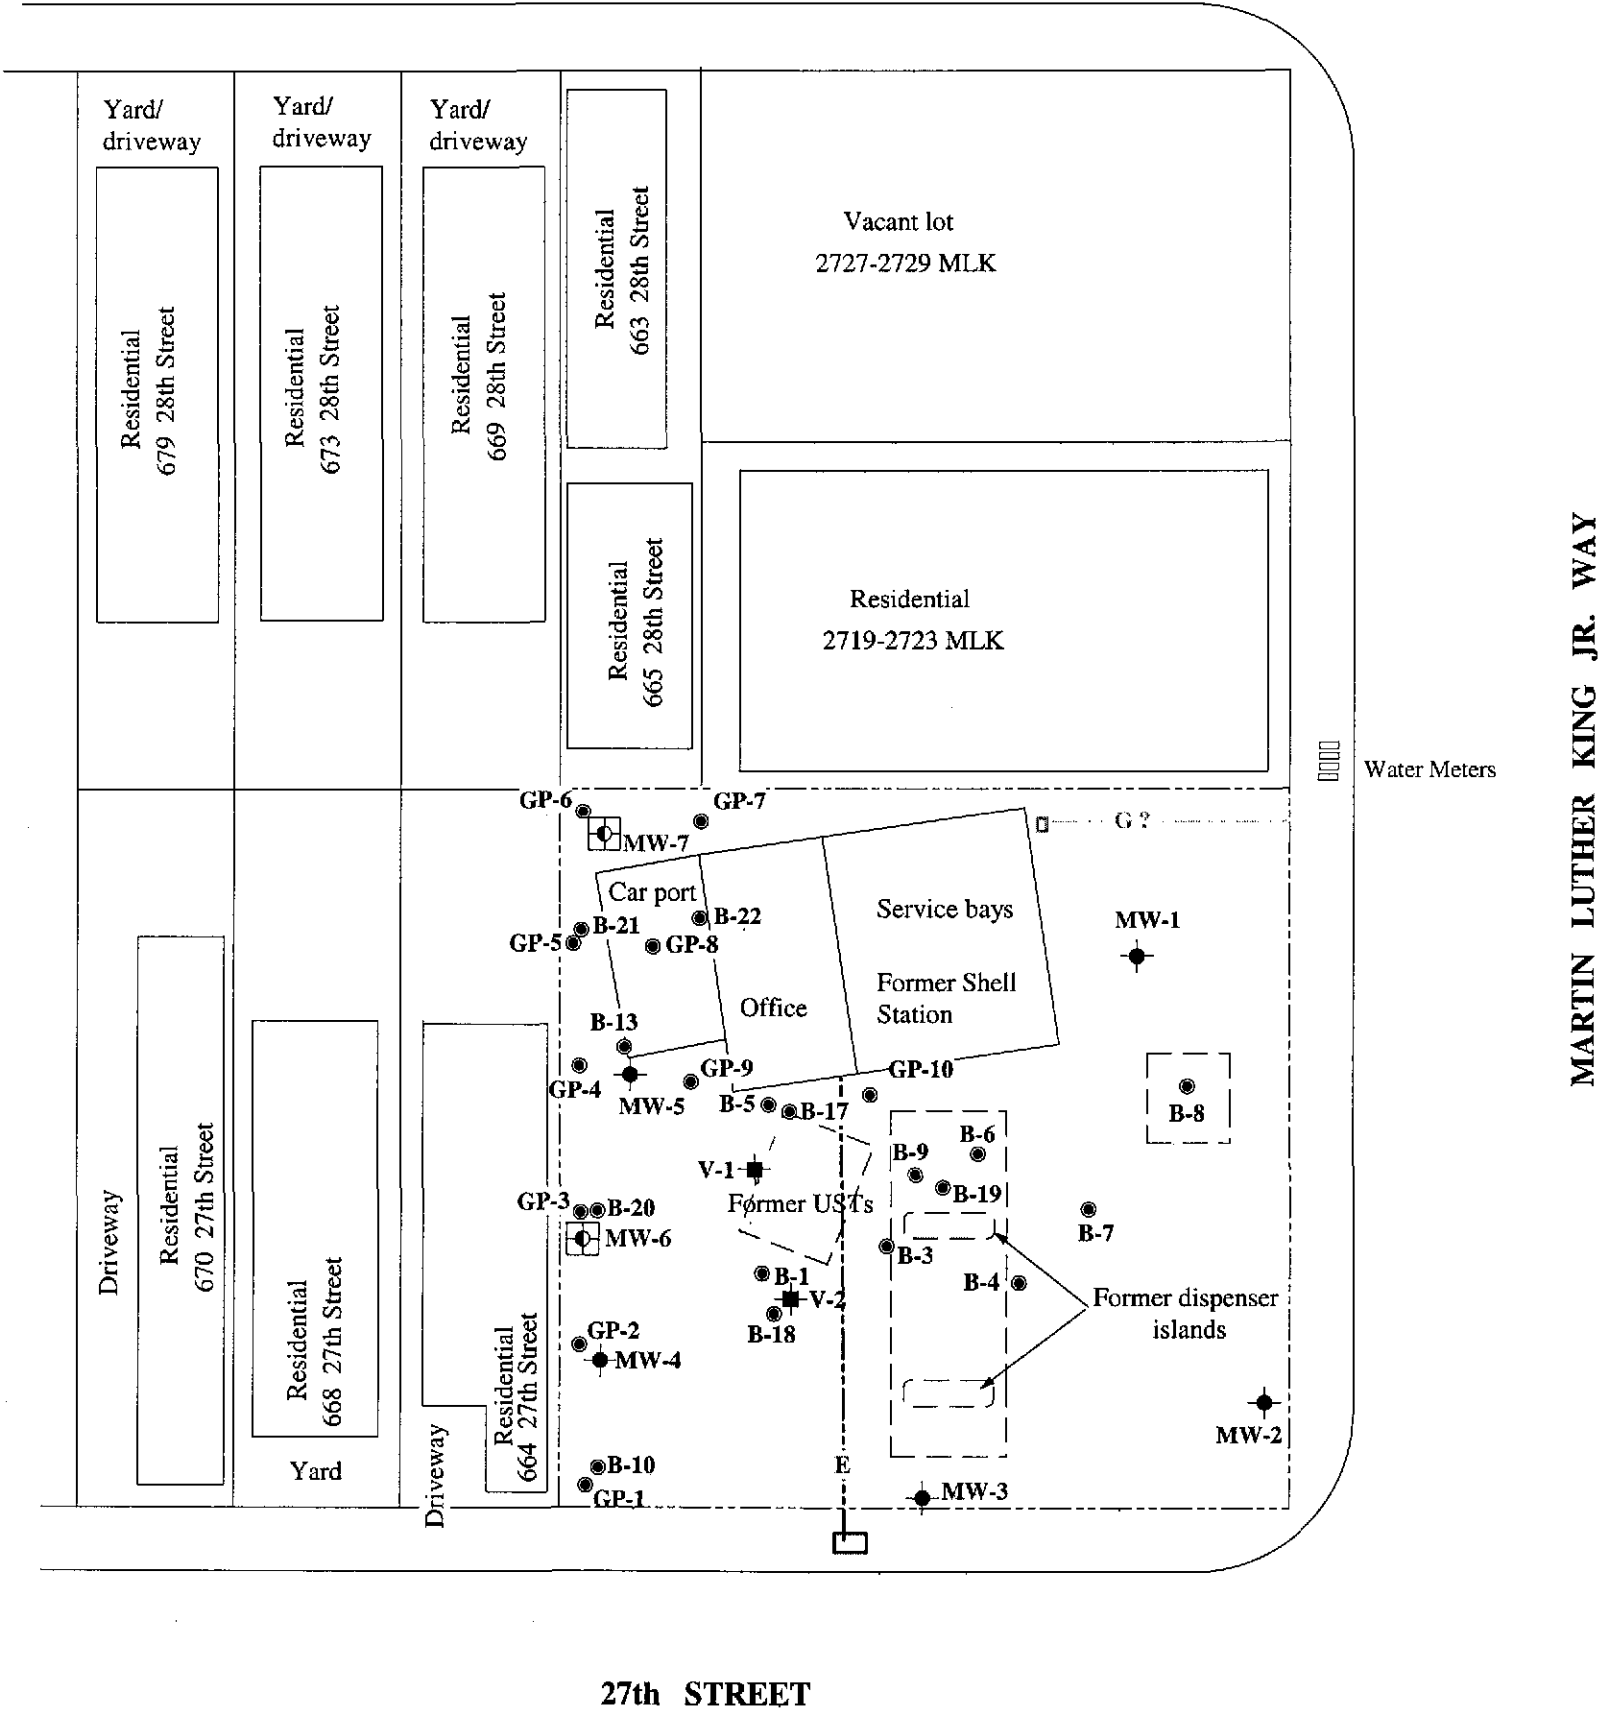 Yard/
driveway
Yard/
driveway
Yard/
driveway
Residential
679 28th Street
Residential
673 28th Street
Residential
669 28th Street
Residential
663 28th Street
Vacant lot
2727-2729 MLK
Residential
665 28th Street
Residential
2719-2723 MLK
MARTIN LUTHER KING JR. WAY
Water Meters
GP-6
GP-7
MW-7
G ?
Car port
B-22
B-21
GP-5
GP-8
Service bays
MW-1
Former Shell
Station
Office
B-13
GP-4
MW-5
GP-9
GP-10
B-5
B-17
B-8
B-6
B-9
B-19
V-1
Former USTs
GP-3
B-20
MW-6
B-7
B-3
B-4
B-1
V-2
B-18
Former dispenser
islands
GP-2
MW-4
MW-2
Driveway
Residential
670 27th Street
Residential
668 27th Street
Residential
664 27th Street
Yard
Driveway
B-10
GP-1
E
MW-3
27th STREET